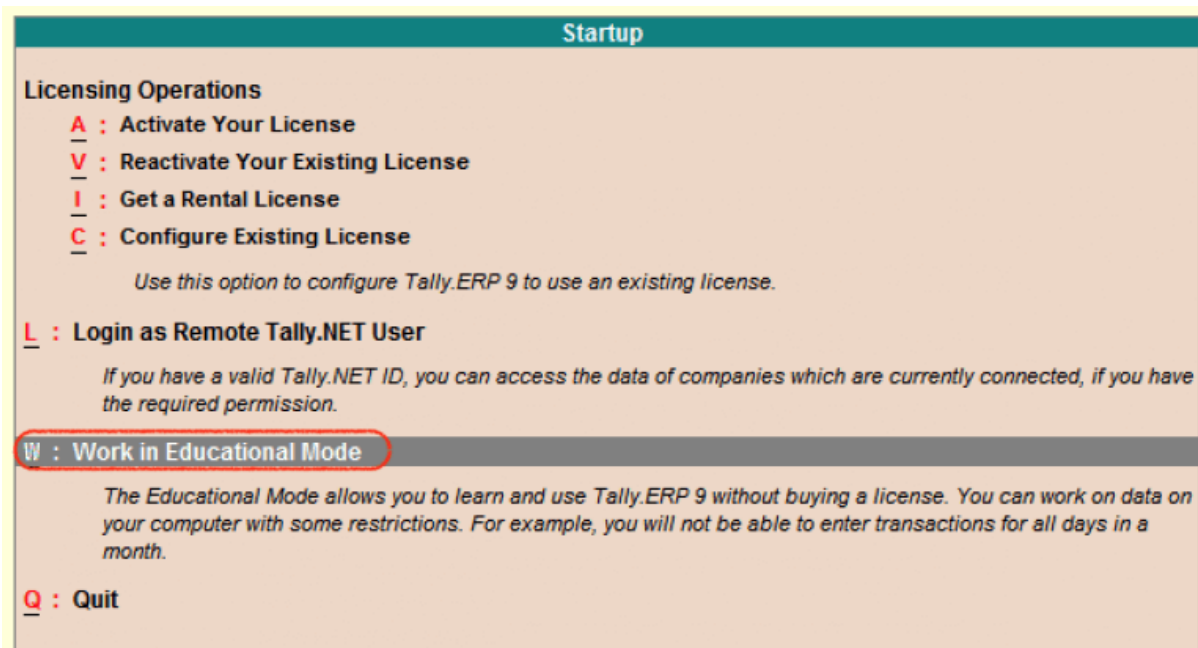 Startup
Licensing Operations
A : Activate Your License
V : Reactivate Your Existing License
I : Get a Rental License
C : Configure Existing License
Use this option to configure Tally.ERP 9 to use an existing license.
L : Login as Remote Tally.NET User
If you have a valid Tally.NET ID, you can access the data of companies which are currently connected, if you have
the required permission.
W : Work in Educational Mode
The Educational Mode allows you to learn and use Tally.ERP 9 without buying a license. You can work on data on
your computer with some restrictions. For example, you will not be able to enter transactions for all days in a
month.
Q : Quit